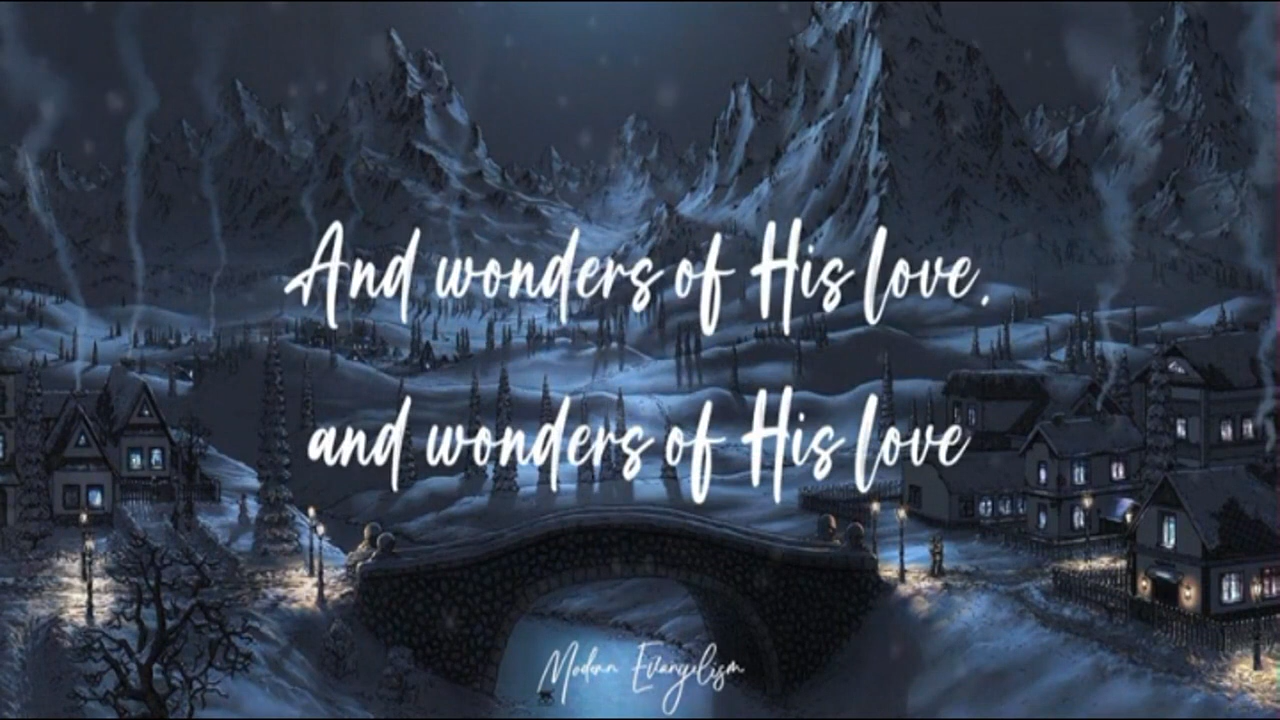 And wonders of His love.
and wonders of His love
Modern Evangelism